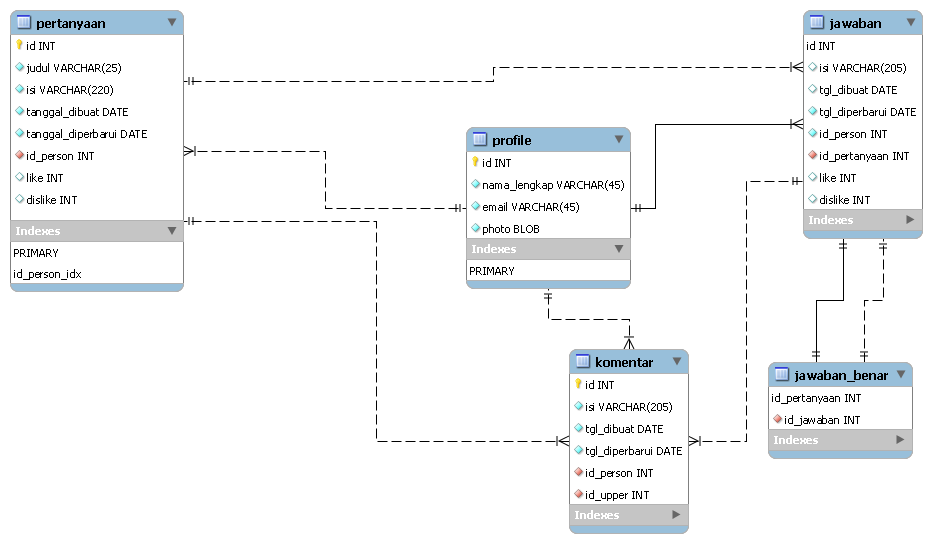 pertanyaan
id INT
judul VARCHAR(25)
isi VARCHAR(220)
tanggal_dibuat DATE
tanggal_diperbarui DATE
id_person INT
like INT
dislike INT
Indexes
PRIMARY
id_person_idx
profile
id INT
nama_lengkap VARCHAR(45)
email VARCHAR(45)
photo BLOB
Indexes
PRIMARY
jawaban
id INT
isi VARCHAR(205)
tgl_dibuat DATE
tgl_diperbarui DATE
id_person INT
id_pertanyaan INT
like INT
dislike INT
Indexes
komentar
id INT
isi VARCHAR(205)
tgl_dibuat DATE
tgl_diperbarui DATE
id_person INT
id_upper INT
Indexes
jawaban_benar
id_pertanyaan INT
id_jawaban INT
Indexes